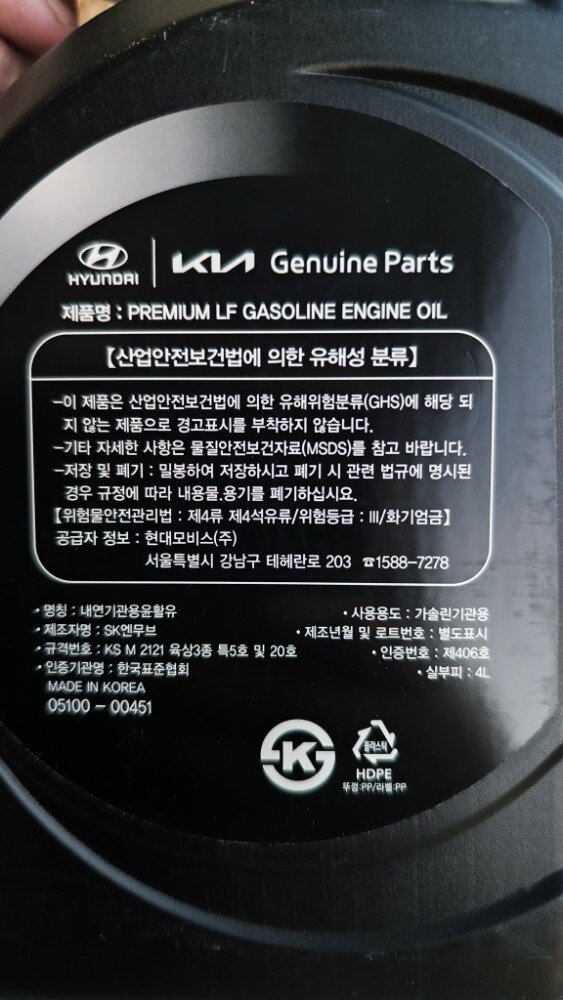 HYUNDAI
KIA Genuine Parts
제품명 : PREMIUM LF GASOLINE ENGINE OIL
【산업안전보건법에 의한 유해성 분류】
-이 제품은 산업안전보건법에 의한 유해위험분류(GHS)에 해당 되
지 않는 제품으로 경고표시를 부착하지 않습니다.
-기타 자세한 사항은 물질안전보건자료(MSDS)를 참고 바랍니다.
-저장 및 폐기 : 밀봉하여 저장하시고 폐기 시 관련 법규에 명시된
경우 규정에 따라 내용물.용기를 폐기하십시요.
【위험물안전관리법 : 제4류 제4석유류/위험등급 : III/화기엄금】
공급자 정보 : 현대모비스(주)
서울특별시 강남구 테헤란로 203 ☎1588-7278
• 명칭 : 내연기관용윤활유 • 사용용도 : 가솔린기관용
• 제조자명 : SK엔무브 • 제조년월 및 로트번호 : 별도표시
• 규격번호 : KS M 2121 육상3종 특5호 및 20호 • 인증번호 : 제406호
• 인증기관명 : 한국표준협회 • 실부피 : 4L
MADE IN KOREA
05100 - 00451
K
플라스틱
HDPE
뚜껑:PP/라벨:PP